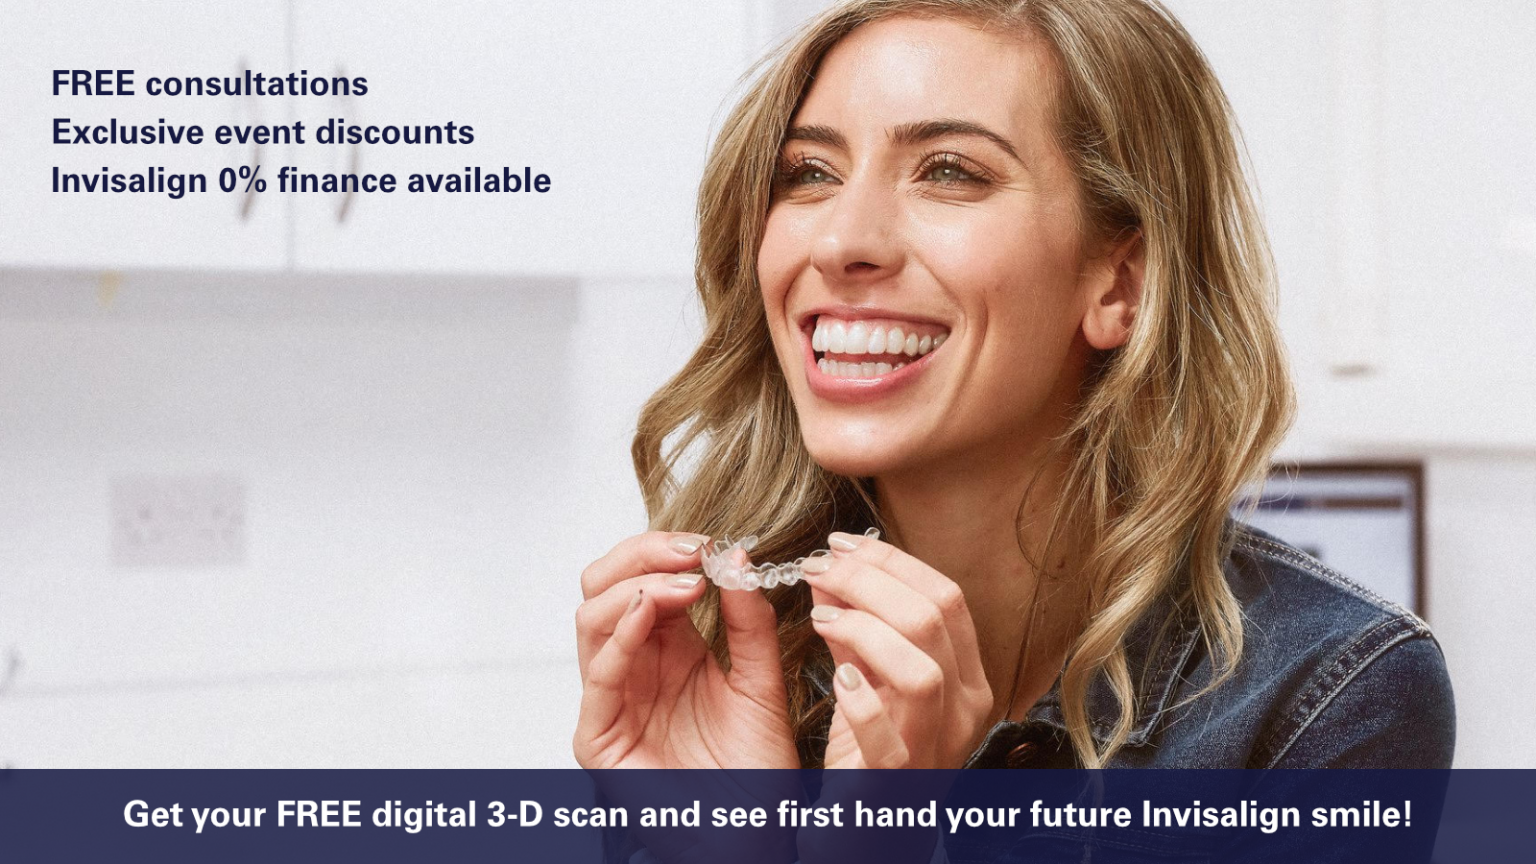 FREE consultations
Exclusive event discounts
Invisalign 0% finance available
Get your FREE digital 3-D scan and see first hand your future Invisalign smile!